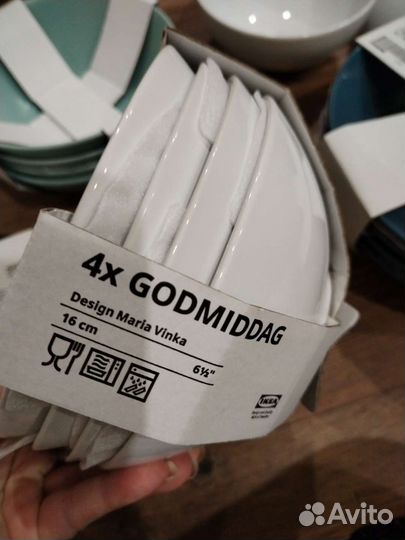 4x GODMIDDAG
Design Maria Vinka
16 cm
6½"
IKEA
Avito